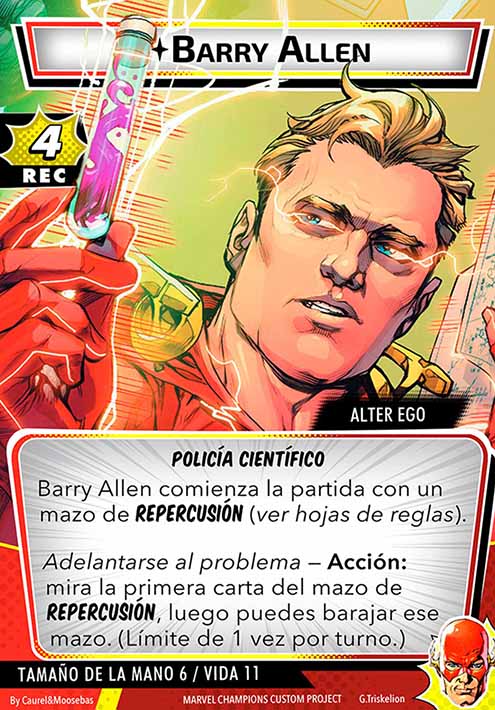 BARRY ALLEN
4
REC
ALTER EGO
POLICÍA CIENTÍFICO
Barry Allen comienza la partida con un
mazo de REPERCUSIÓN (ver hojas de reglas).
Adelantarse al problema – Acción:
mira la primera carta del mazo de
REPERCUSIÓN, luego puedes barajar ese
mazo. (Límite de 1 vez por turno.)
TAMAÑO DE LA MANO 6 / VIDA 11
By Caurel&Moosebas
MARVEL CHAMPIONS CUSTOM PROJECT
G.Triskelion